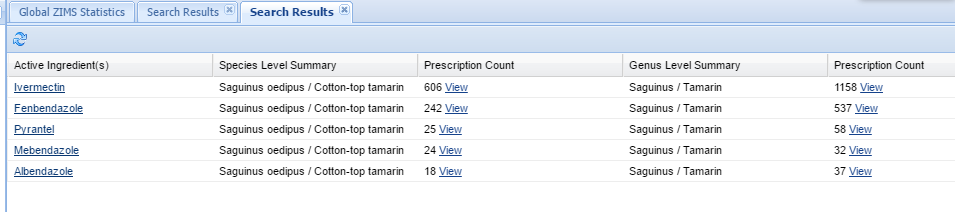 Global ZIMS Statistics Search Results Search Results
Active Ingredient(s) Species Level Summary Prescription Count Genus Level Summary Prescription Count
Ivermectin Saguinus oedipus / Cotton-top tamarin 606 View Saguinus / Tamarin 1158 View
Fenbendazole Saguinus oedipus / Cotton-top tamarin 242 View Saguinus / Tamarin 537 View
Pyrantel Saguinus oedipus / Cotton-top tamarin 25 View Saguinus / Tamarin 58 View
Mebendazole Saguinus oedipus / Cotton-top tamarin 24 View Saguinus / Tamarin 32 View
Albendazole Saguinus oedipus / Cotton-top tamarin 18 View Saguinus / Tamarin 37 View